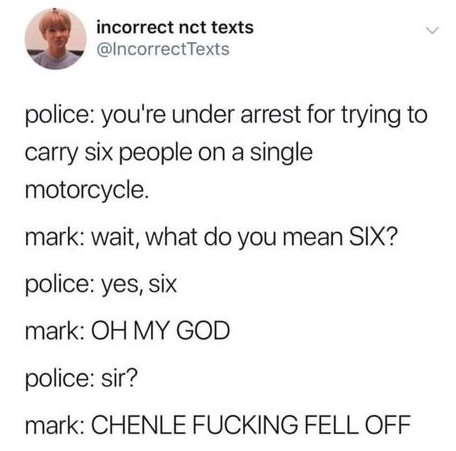 incorrect nct texts
@IncorrectTexts
police: you're under arrest for trying to
carry six people on a single
motorcycle.
mark: wait, what do you mean SIX?
police: yes, six
mark: OH MY GOD
police: sir?
mark: CHENLE FUCKING FELL OFF